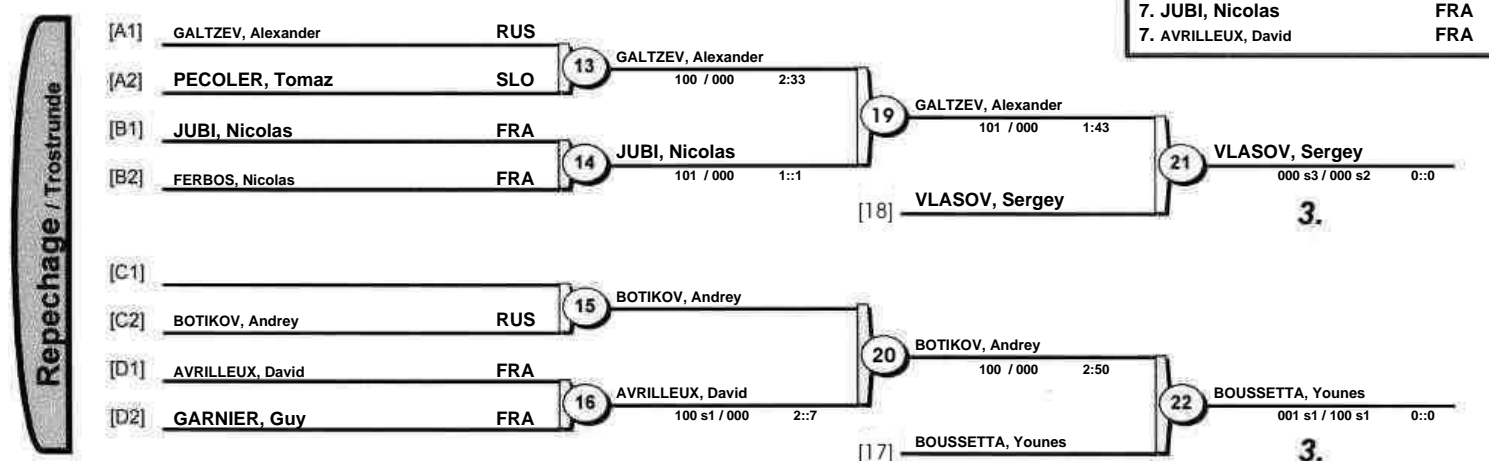 7. JUBI, Nicolas FRA
7. AVRILLEUX, David FRA
Repechage / Trostrunde
[A1] GALTZEV, Alexander RUS
[A2] PECOLER, Tomaz SLO
13
GALTZEV, Alexander
100 / 000 2:33
[B1] JUBI, Nicolas FRA
[B2] FERBOS, Nicolas FRA
14
JUBI, Nicolas
101 / 000 1::1
19
GALTZEV, Alexander
101 / 000 1:43
[18] VLASOV, Sergey
21
VLASOV, Sergey
000 s3 / 000 s2 0::0
3.
[C1]
[C2] BOTIKOV, Andrey RUS
15
BOTIKOV, Andrey
[D1] AVRILLEUX, David FRA
[D2] GARNIER, Guy FRA
16
AVRILLEUX, David
100 s1 / 000 2::7
20
BOTIKOV, Andrey
100 / 000 2:50
[17] BOUSSETTA, Younes
22
BOUSSETTA, Younes
001 s1 / 100 s1 0::0
3.